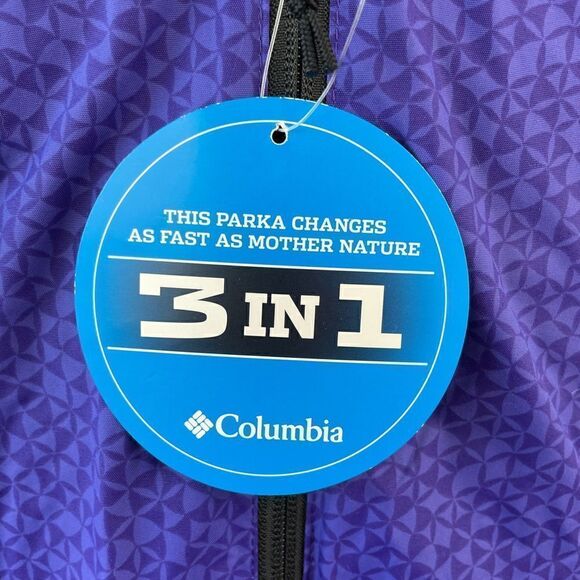 THIS PARKA CHANGES
AS FAST AS MOTHER NATURE
3 IN 1
Columbia